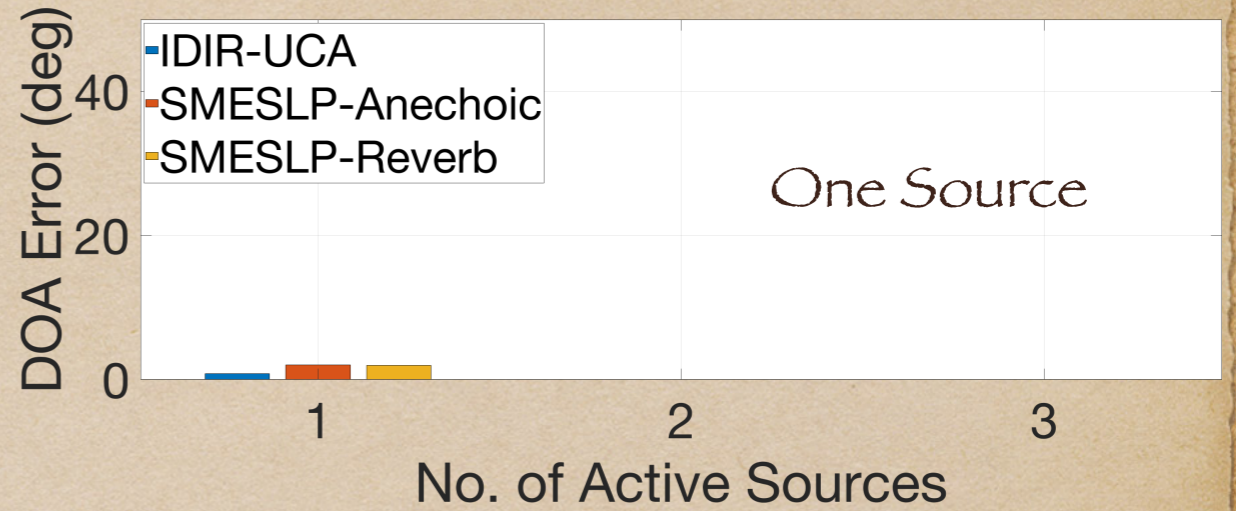 DOA Error (deg)
40
20
0
IDIR-UCA
SMESLP-Anechoic
SMESLP-Reverb
One Source
1 2 3
No. of Active Sources